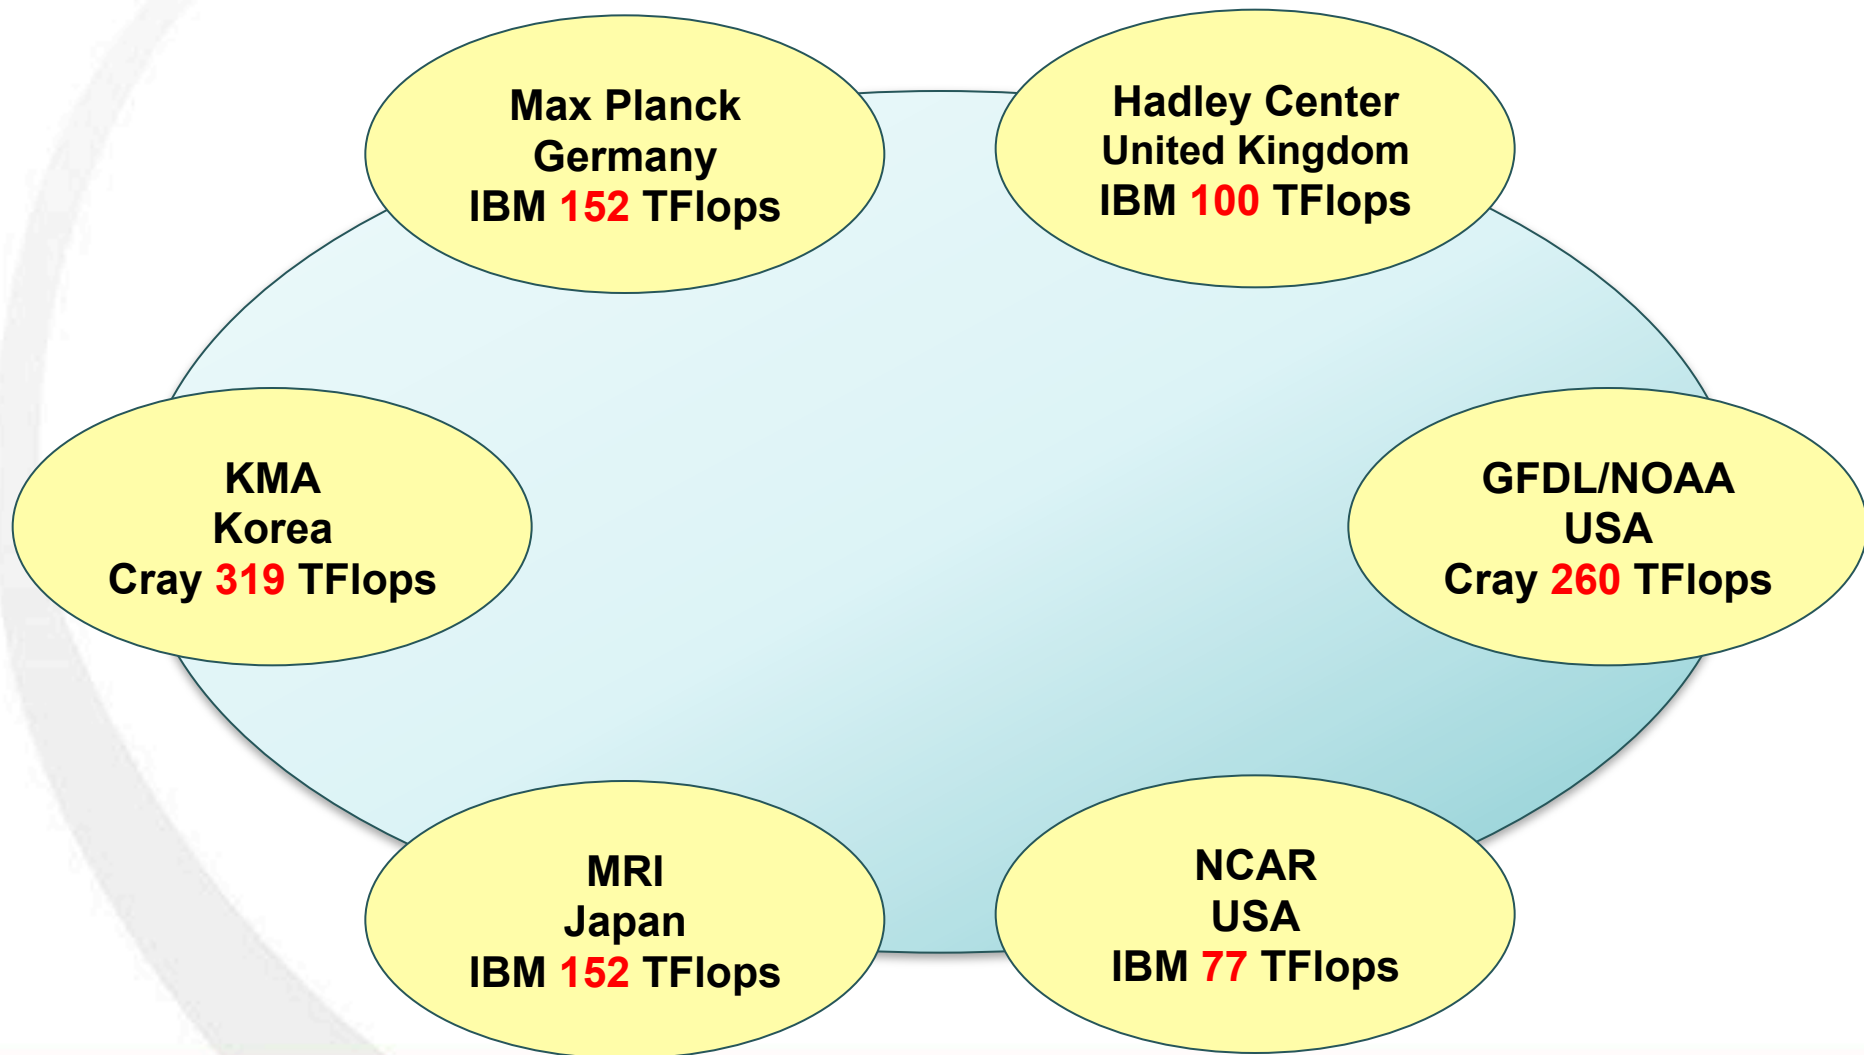 Max Planck
Germany
IBM 152 TFlops
Hadley Center
United Kingdom
IBM 100 TFlops
KMA
Korea
Cray 319 TFlops
GFDL/NOAA
USA
Cray 260 TFlops
MRI
Japan
IBM 152 TFlops
NCAR
USA
IBM 77 TFlops